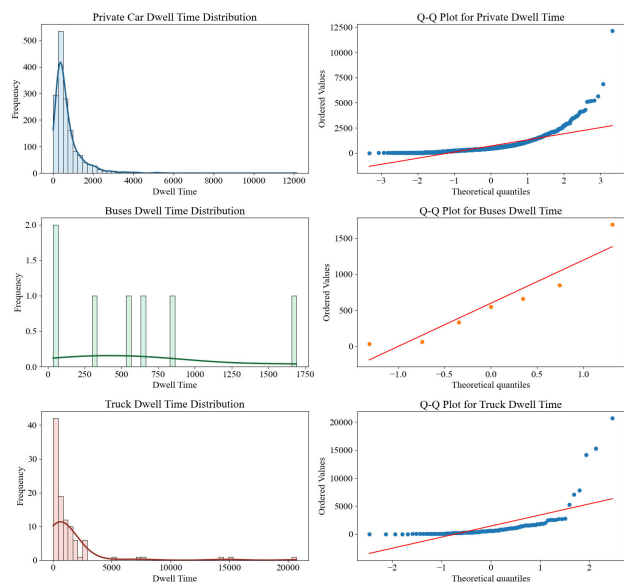 Private Car Dwell Time Distribution
500
400
300
200
100
0
Frequency
0 2000 4000 6000 8000 10000 12000
Dwell Time
Q-Q Plot for Private Dwell Time
12500
10000
7500
5000
2500
0
Ordered Values
−3 −2 −1 0 1 2 3
Theoretical quantiles
Buses Dwell Time Distribution
2.0
1.5
1.0
0.5
0.0
Frequency
0 250 500 750 1000 1250 1500 1750
Dwell Time
Q-Q Plot for Buses Dwell Time
1500
1000
500
0
Ordered Values
−1.0 −0.5 0.0 0.5 1.0
Theoretical quantiles
Truck Dwell Time Distribution
40
30
20
10
0
Frequency
0 5000 10000 15000 20000
Dwell Time
Q-Q Plot for Truck Dwell Time
20000
15000
10000
5000
0
Ordered Values
−2 −1 0 1 2
Theoretical quantiles